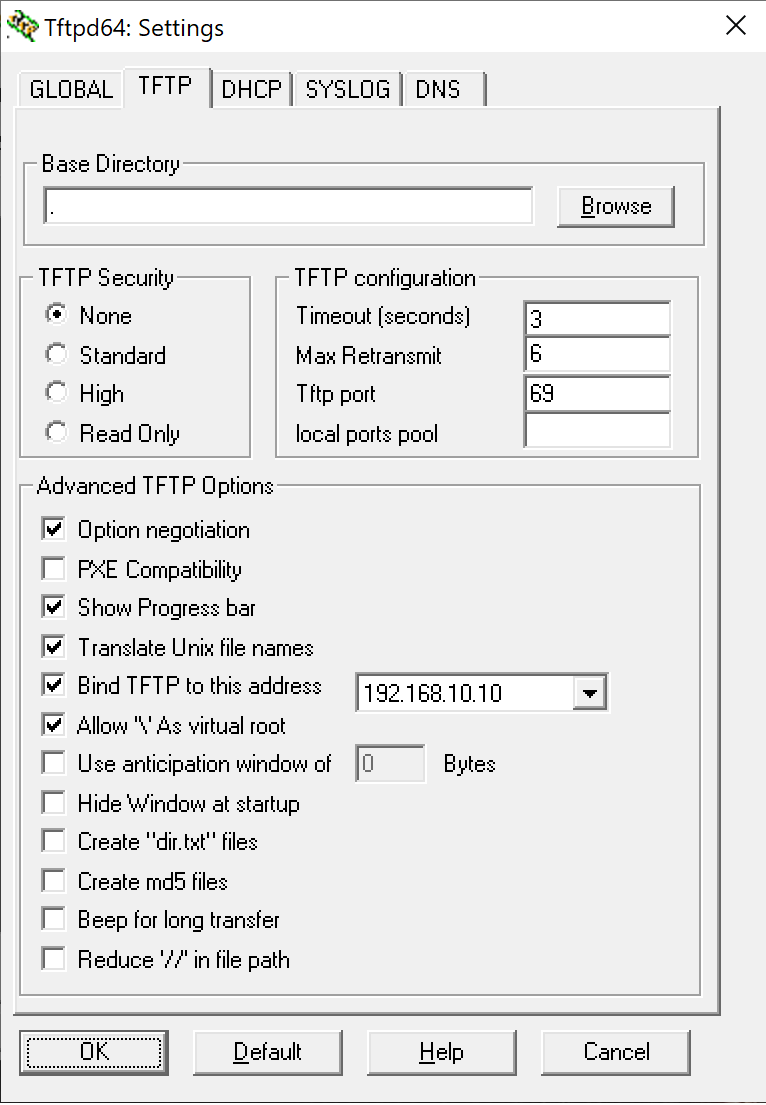 Tftpd64: Settings
GLOBAL TFTP DHCP SYSLOG DNS
Base Directory
. Browse
TFTP Security
None
Standard
High
Read Only
TFTP configuration
Timeout (seconds) 3
Max Retransmit 6
Tftp port 69
local ports pool
Advanced TFTP Options
Option negotiation
PXE Compatibility
Show Progress bar
Translate Unix file names
Bind TFTP to this address 192.168.10.10
Allow '\' As virtual root
Use anticipation window of 0 Bytes
Hide Window at startup
Create "dir.txt" files
Create md5 files
Beep for long transfer
Reduce '//' in file path
OK Default Help Cancel